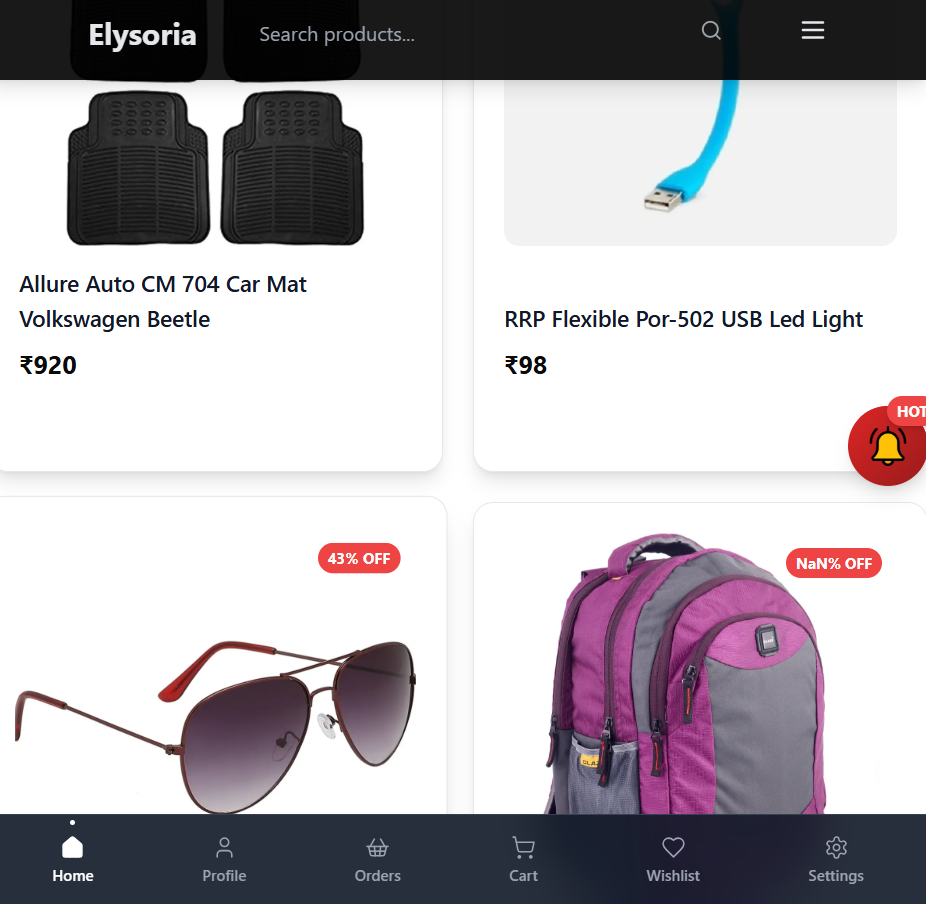 Elysoria
Search products...
Allure Auto CM 704 Car Mat
Volkswagen Beetle
₹920
RRP Flexible Por-502 USB Led Light
₹98
HOT
43% OFF
NaN% OFF
Home
Profile
Orders
Cart
Wishlist
Settings